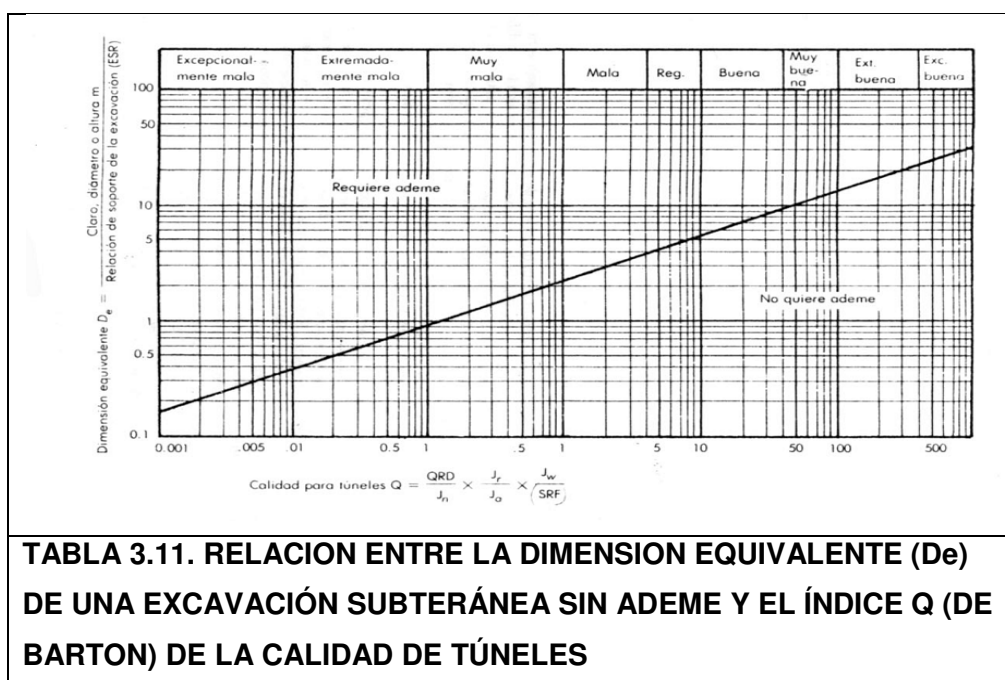 Excepcional- Extremada- Muy Mala Reg. Buena Muy Ext. Exc.
mente mala mente mala mala bue- buena buena
na
100
50
10
5
1
0.5
0.1
Requiere ademe
No quiere ademe
Dimensión equivalente De = Claro, diámetro o altura m
Relación de soporte de la excavación (ESR)
0.001 .005 .01 0.5 1 .5 1 5 10 50 100 500
Calidad para túneles Q = QRD/Jn × Jr/Ja × Jw/(SRF)
TABLA 3.11. RELACION ENTRE LA DIMENSION EQUIVALENTE (De)
DE UNA EXCAVACIÓN SUBTERÁNEA SIN ADEME Y EL ÍNDICE Q (DE
BARTON) DE LA CALIDAD DE TÚNELES